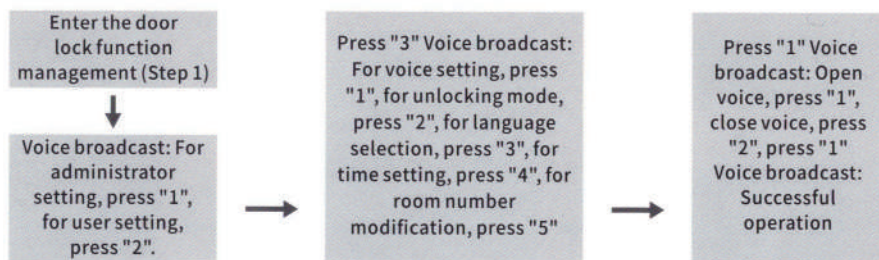 Enter the door
lock function
management (Step 1)
Voice broadcast: For
administrator
setting, press "1",
for user setting,
press "2".
Press "3" Voice broadcast:
For voice setting, press
"1", for unlocking mode,
press "2", for language
selection, press "3", for
time setting, press "4", for
room number
modification, press "5"
Press "1" Voice
broadcast: Open
voice, press "1",
close voice, press
"2", press "1"
Voice broadcast:
Successful
operation